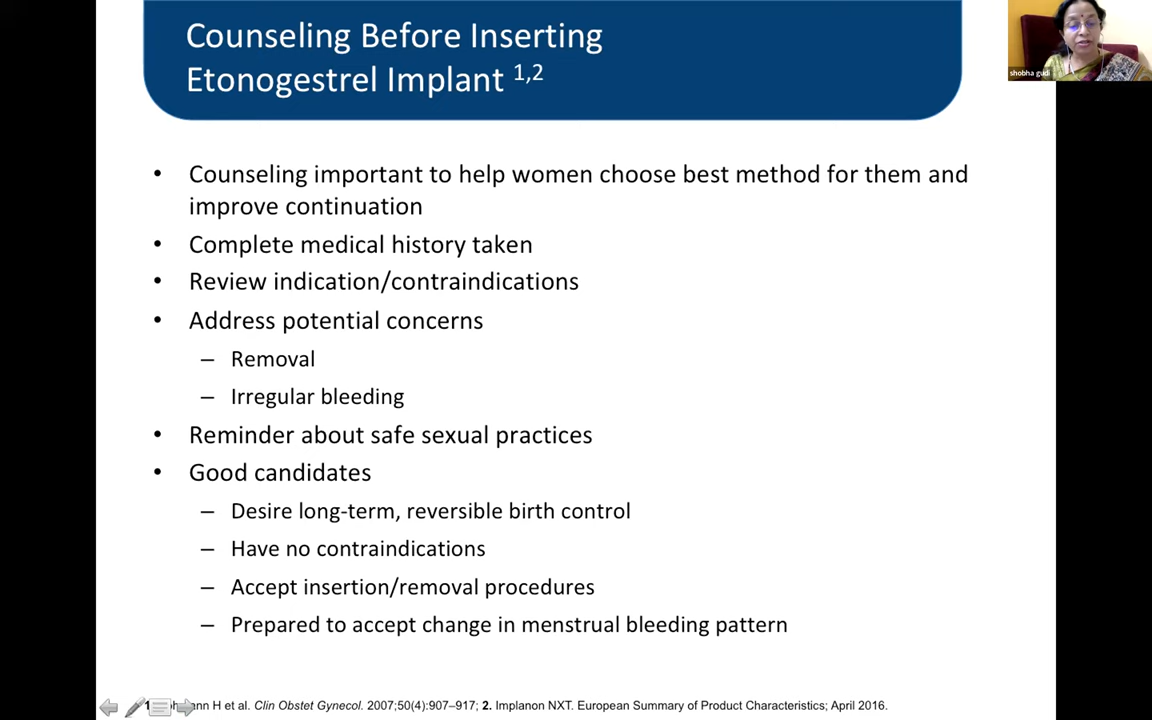 Counseling Before Inserting
Etonogestrel Implant 1,2
shobha gudi
• Counseling important to help women choose best method for them and
improve continuation
• Complete medical history taken
• Review indication/contraindications
• Address potential concerns
– Removal
– Irregular bleeding
• Reminder about safe sexual practices
• Good candidates
– Desire long-term, reversible birth control
– Have no contraindications
– Accept insertion/removal procedures
– Prepared to accept change in menstrual bleeding pattern
H et al. Clin Obstet Gynecol. 2007;50(4):907–917; 2. Implanon NXT. European Summary of Product Characteristics; April 2016.